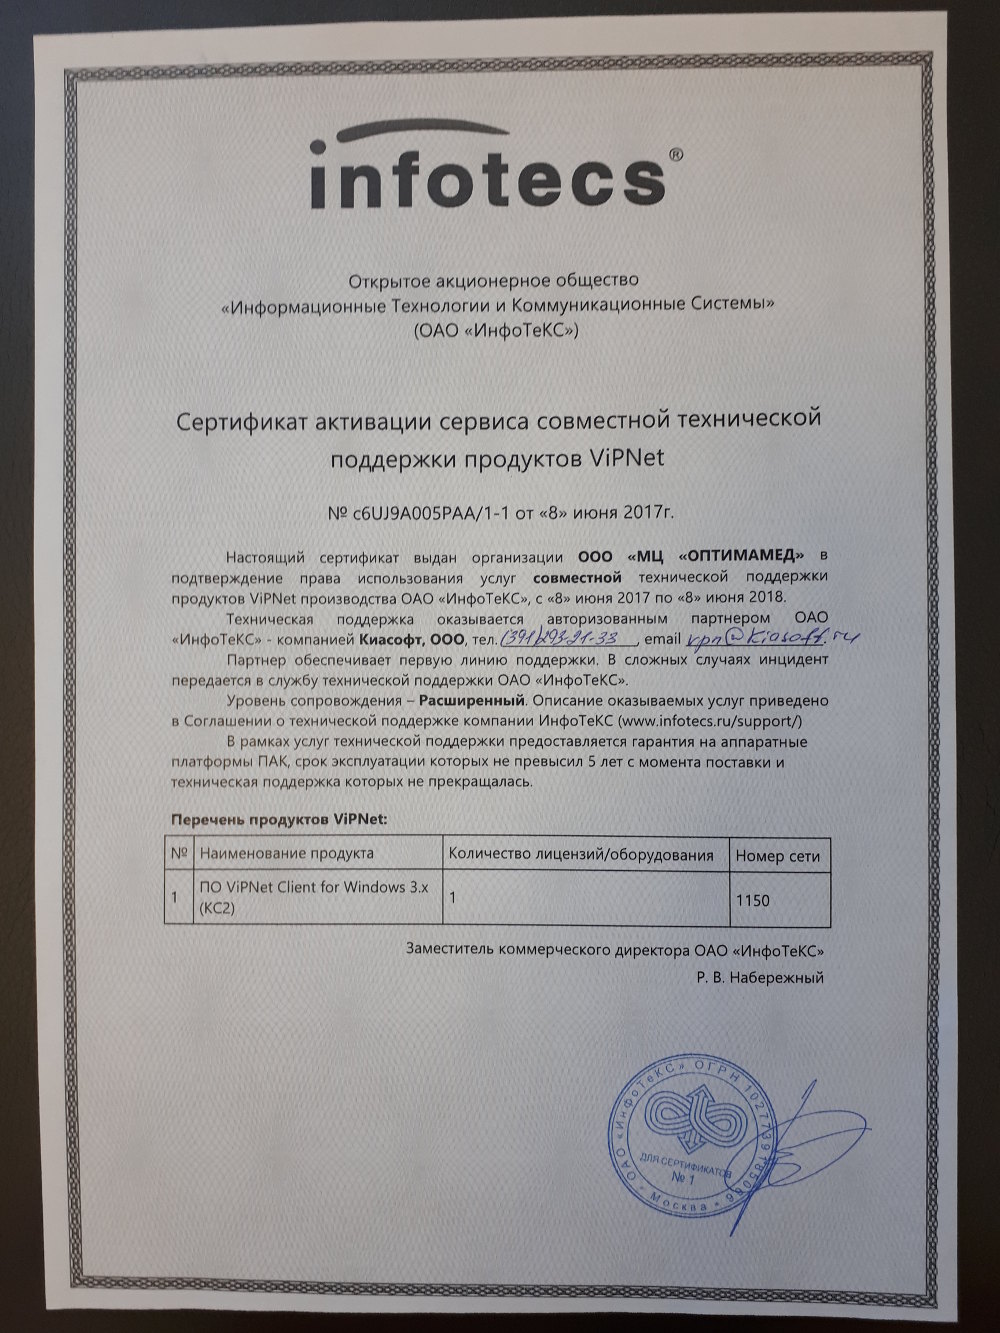 infotecs®
Открытое акционерное общество
«Информационные Технологии и Коммуникационные Системы»
(ОАО «ИнфоТеКС»)
Сертификат активации сервиса совместной технической
поддержки продуктов ViPNet
№ c6UJ9A005PAA/1-1 от «8» июня 2017г.
Настоящий сертификат выдан организации ООО «МЦ «ОПТИМАМЕД» в
подтверждение права использования услуг совместной технической поддержки
продуктов ViPNet производства ОАО «ИнфоТеКС», с «8» июня 2017 по «8» июня 2018.
Техническая поддержка оказывается авторизованным партнером ОАО
«ИнфоТеКС» - компанией Киасофт, ООО, тел. (391)293-21-33, email kpn@kiasoft.ru
Партнер обеспечивает первую линию поддержки. В сложных случаях инцидент
передается в службу технической поддержки ОАО «ИнфоТеКС».
Уровень сопровождения – Расширенный. Описание оказываемых услуг приведено
в Соглашении о технической поддержке компании ИнфоТеКС (www.infotecs.ru/support/)
В рамках услуг технической поддержки предоставляется гарантия на аппаратные
платформы ПАК, срок эксплуатации которых не превысил 5 лет с момента поставки и
техническая поддержка которых не прекращалась.
Перечень продуктов ViPNet:
№ Наименование продукта Количество лицензий/оборудования Номер сети
1 ПО ViPNet Client for Windows 3.x (КС2) 1 1150
Заместитель коммерческого директора ОАО «ИнфоТеКС»
Р. В. Набережный
ОАО «ИнфоТеКС» ОГРН 1027739185066
ДЛЯ СЕРТИФИКАТОВ
№ 1
Москва